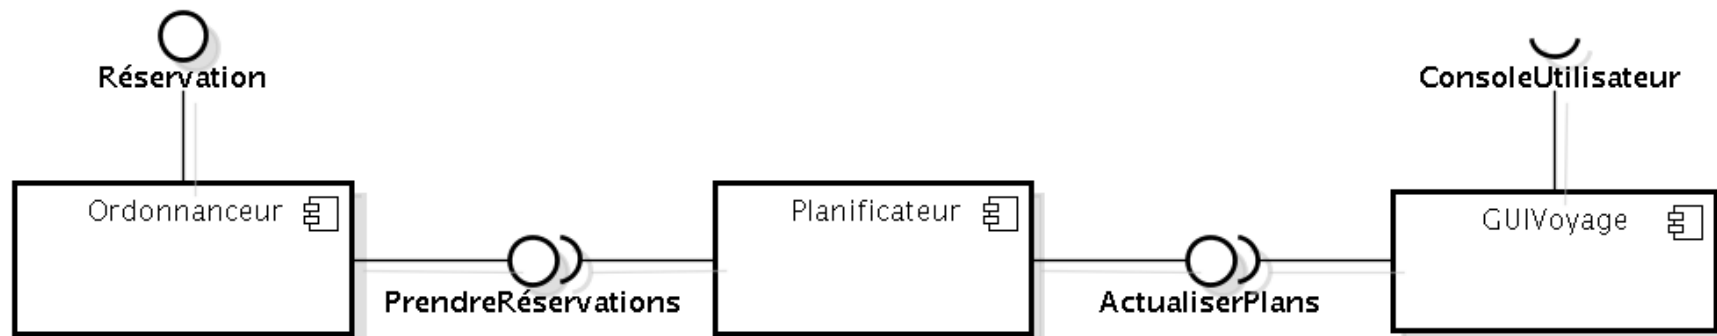 Réservation
ConsoleUtilisateur
Ordonnanceur
Planificateur
GUIVoyage
PrendreRéservations
ActualiserPlans